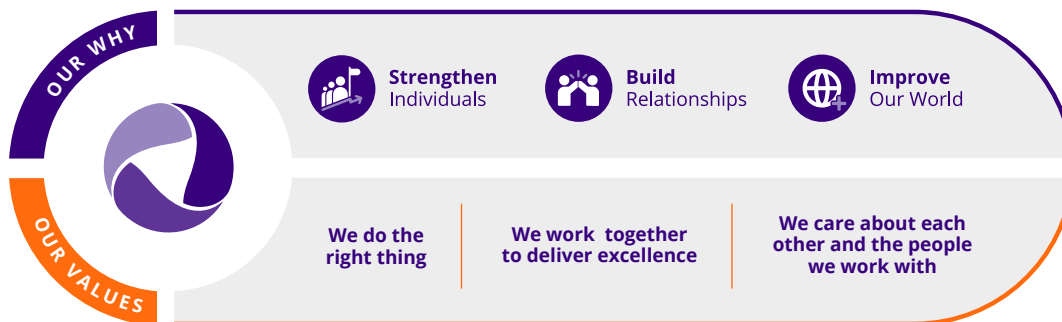 OUR WHY
Strengthen
Individuals
Build
Relationships
Improve
Our World
OUR VALUES
We do the
right thing
We work together
to deliver excellence
We care about each
other and the people
we work with